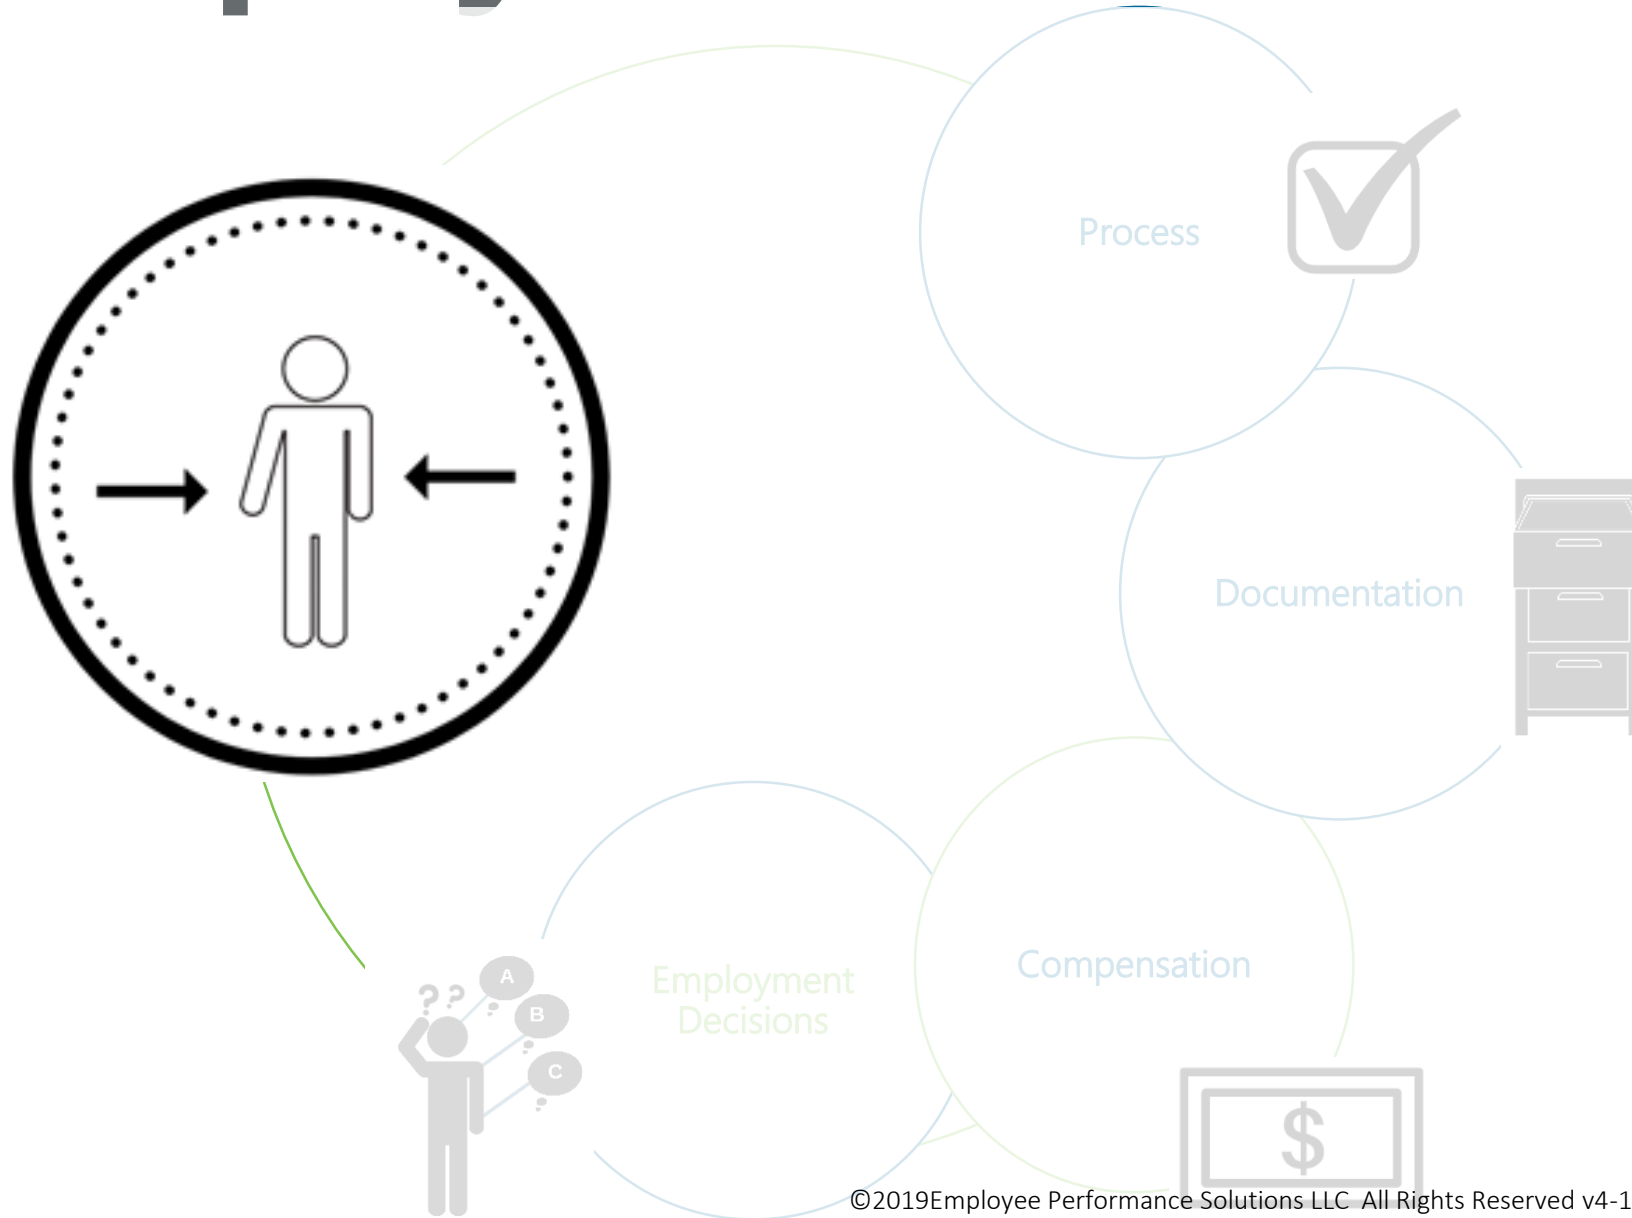 Process
Documentation
Compensation
Employment
Decisions
? ?
A
B
C
$
©2019Employee Performance Solutions LLC All Rights Reserved v4-1